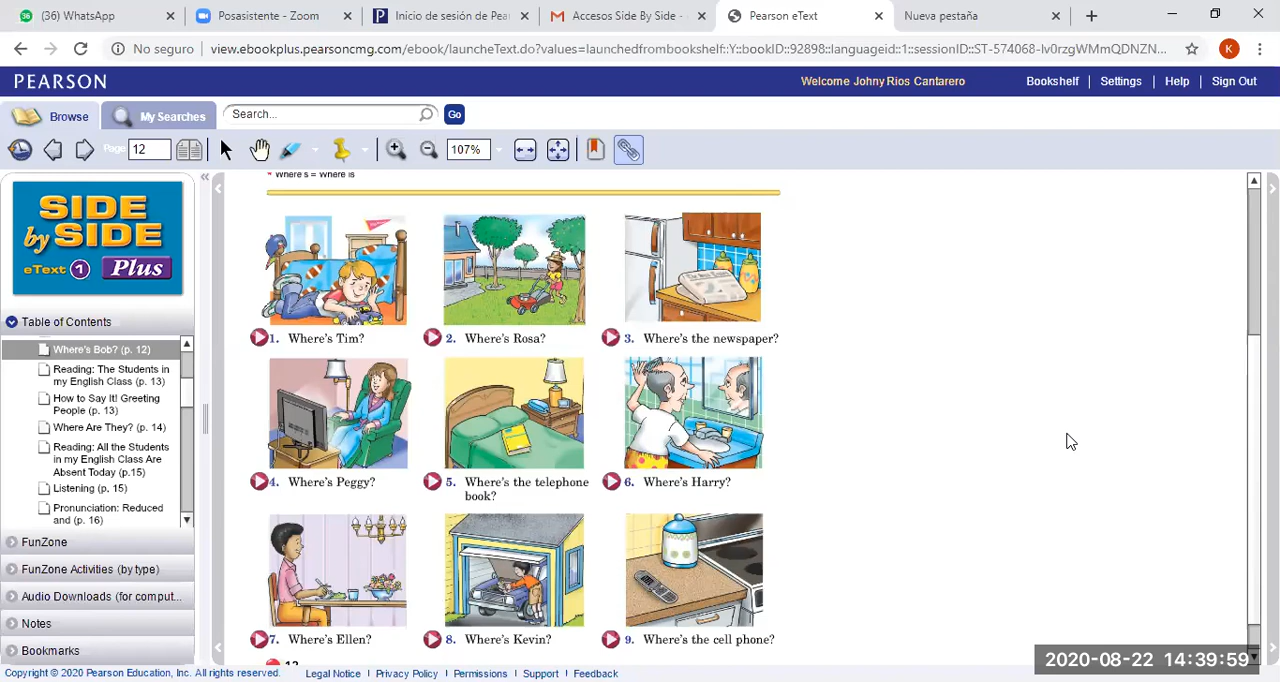 (36) WhatsApp
Posasistente - Zoom
Inicio de sesión de Pe
Accesos Side By Side -
Pearson eText
Nueva pestaña
No seguro
view.ebookplus.pearsoncmg.com/ebook/launcheText.do?values=launchedfrombookshelf::Y::bookID::92898::languageid::1::sessionID::ST-574068-lv0rzgWMmQDNZN...
K
PEARSON
Welcome Johny Rios Cantarero
Bookshelf
Settings
Help
Sign Out
Browse
My Searches
Search...
Go
Page
12
107%
SIDE
by SIDE
eText 1 Plus
Table of Contents
Where's Bob? (p. 12)
Reading: The Students in
my English Class (p. 13)
How to Say It! Greeting
People (p. 13)
Where Are They? (p. 14)
Reading: All the Students
in my English Class Are
Absent Today (p.15)
Listening (p. 15)
Pronunciation: Reduced
and (p. 16)
FunZone
FunZone Activities (by type)
Audio Downloads (for comput...
Notes
Bookmarks
* Where's = Where is
1. Where's Tim?
2. Where's Rosa?
3. Where's the newspaper?
4. Where's Peggy?
5. Where's the telephone
book?
6. Where's Harry?
7. Where's Ellen?
8. Where's Kevin?
9. Where's the cell phone?
12
2020-08-22 14:39:59
Copyright © 2020 Pearson Education, Inc. All rights reserved.
Legal Notice
Privacy Policy
Permissions
Support
Feedback